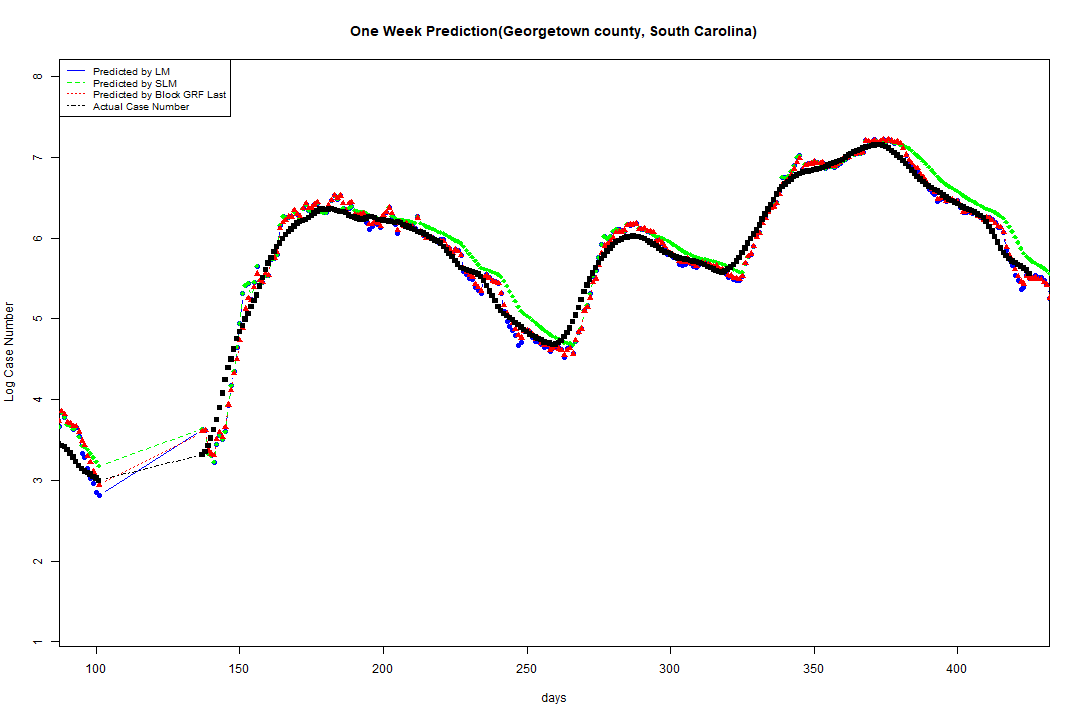 One Week Prediction(Georgetown county, South Carolina)
Predicted by LM
Predicted by SLM
Predicted by Block GRF Last
Actual Case Number
Log Case Number
8
7
6
5
4
3
2
1
100 150 200 250 300 350 400
days